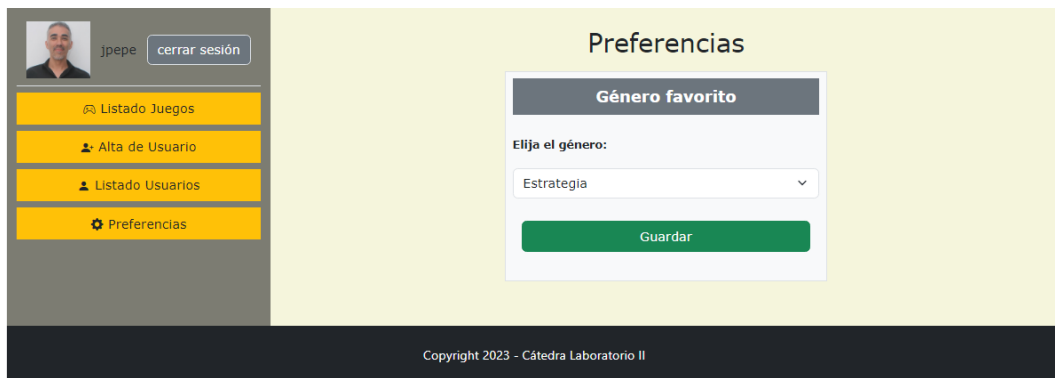 jpepe
cerrar sesión
Listado Juegos
Alta de Usuario
Listado Usuarios
Preferencias
Preferencias
Género favorito
Elija el género:
Estrategia
Guardar
Copyright 2023 - Cátedra Laboratorio II